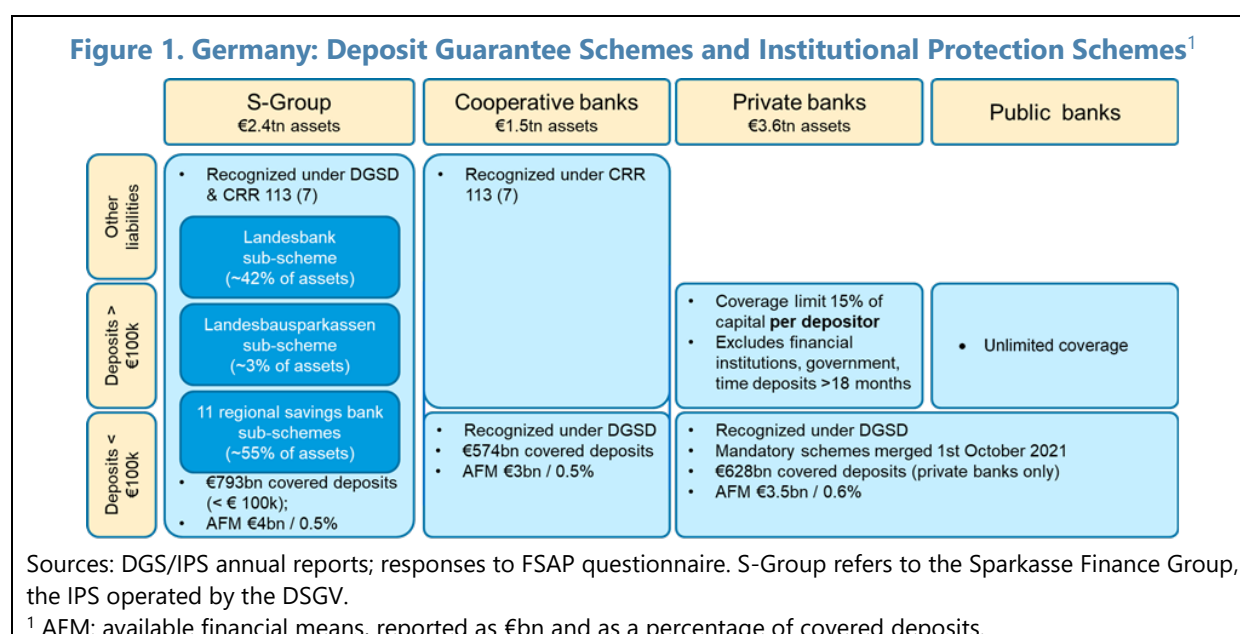 Figure 1. Germany: Deposit Guarantee Schemes and Institutional Protection Schemes¹
S-Group
€2.4tn assets
Cooperative banks
€1.5tn assets
Private banks
€3.6tn assets
Public banks
Other
liabilities
• Recognized under DGSD
& CRR 113 (7)
Landesbank
sub-scheme
(~42% of assets)
• Recognized under CRR
113 (7)
Deposits >
€100k
Landesbausparkassen
sub-scheme
(~3% of assets)
• Coverage limit 15% of
capital per depositor
• Excludes financial
institutions, government,
time deposits >18 months
• Unlimited coverage
Deposits <
€100k
11 regional savings bank
sub-schemes
(~55% of assets)
• €793bn covered deposits
(< € 100k);
• AFM €4bn / 0.5%
• Recognized under DGSD
• €574bn covered deposits
• AFM €3bn / 0.5%
• Recognized under DGSD
• Mandatory schemes merged 1st October 2021
• €628bn covered deposits (private banks only)
• AFM €3.5bn / 0.6%
Sources: DGS/IPS annual reports; responses to FSAP questionnaire. S-Group refers to the Sparkasse Finance Group,
the IPS operated by the DSGV.
¹ AFM: available financial means, reported as €bn and as a percentage of covered deposits.